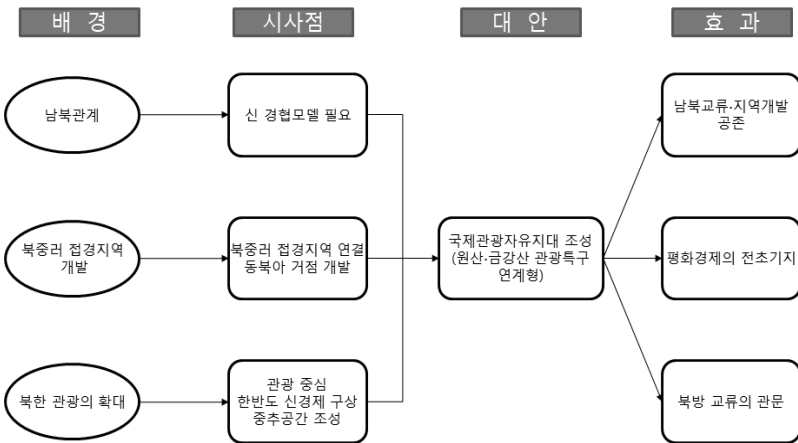 배 경
시사점
대 안
효 과
남북관계
신 경협모델 필요
남북교류·지역개발
공존
북중러 접경지역
개발
북중러 접경지역 연결
동북아 거점 개발
국제관광자유지대 조성
(원산·금강산 관광특구
연계형)
평화경제의 전초기지
북한 관광의 확대
관광 중심
한반도 신경제 구상
중추공간 조성
북방 교류의 관문